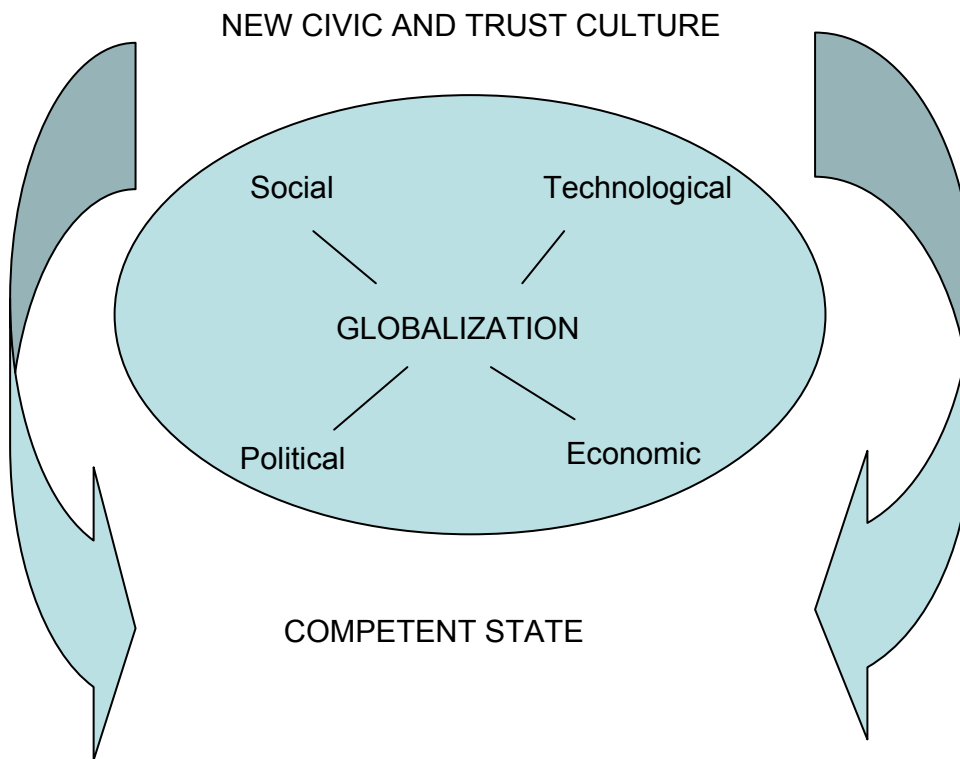 NEW CIVIC AND TRUST CULTURE
Social
Technological
GLOBALIZATION
Political
Economic
COMPETENT STATE